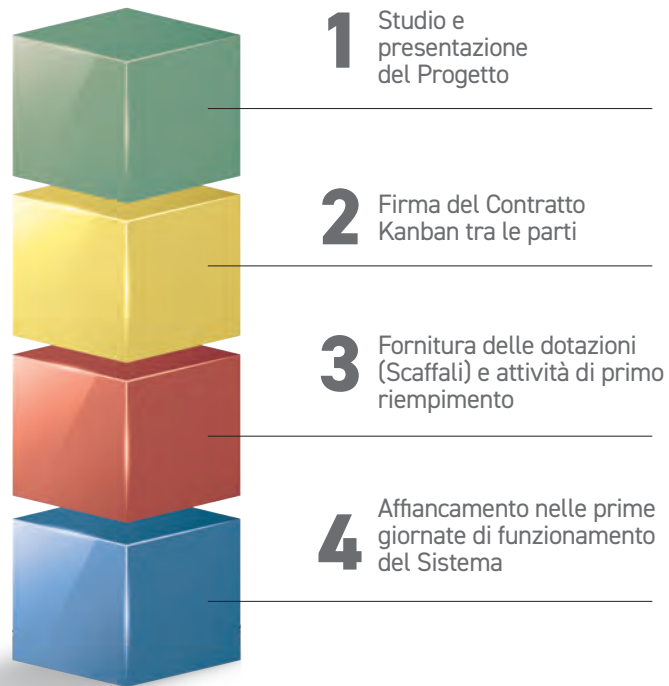 1
Studio e
presentazione
del Progetto
2
Firma del Contratto
Kanban tra le parti
3
Fornitura delle dotazioni
(Scaffali) e attività di primo
riempimento
4
Affiancamento nelle prime
giornate di funzionamento
del Sistema